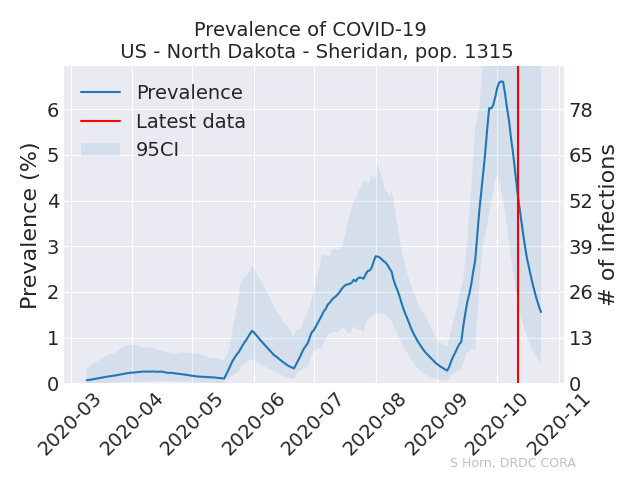 Prevalence of COVID-19
US - North Dakota - Sheridan, pop. 1315
Prevalence
Latest data
95CI
Prevalence (%)
6
5
4
3
2
1
0
# of infections
78
65
52
39
26
13
0
2020-03
2020-04
2020-05
2020-06
2020-07
2020-08
2020-09
2020-10
2020-11
S Horn, DRDC CORA